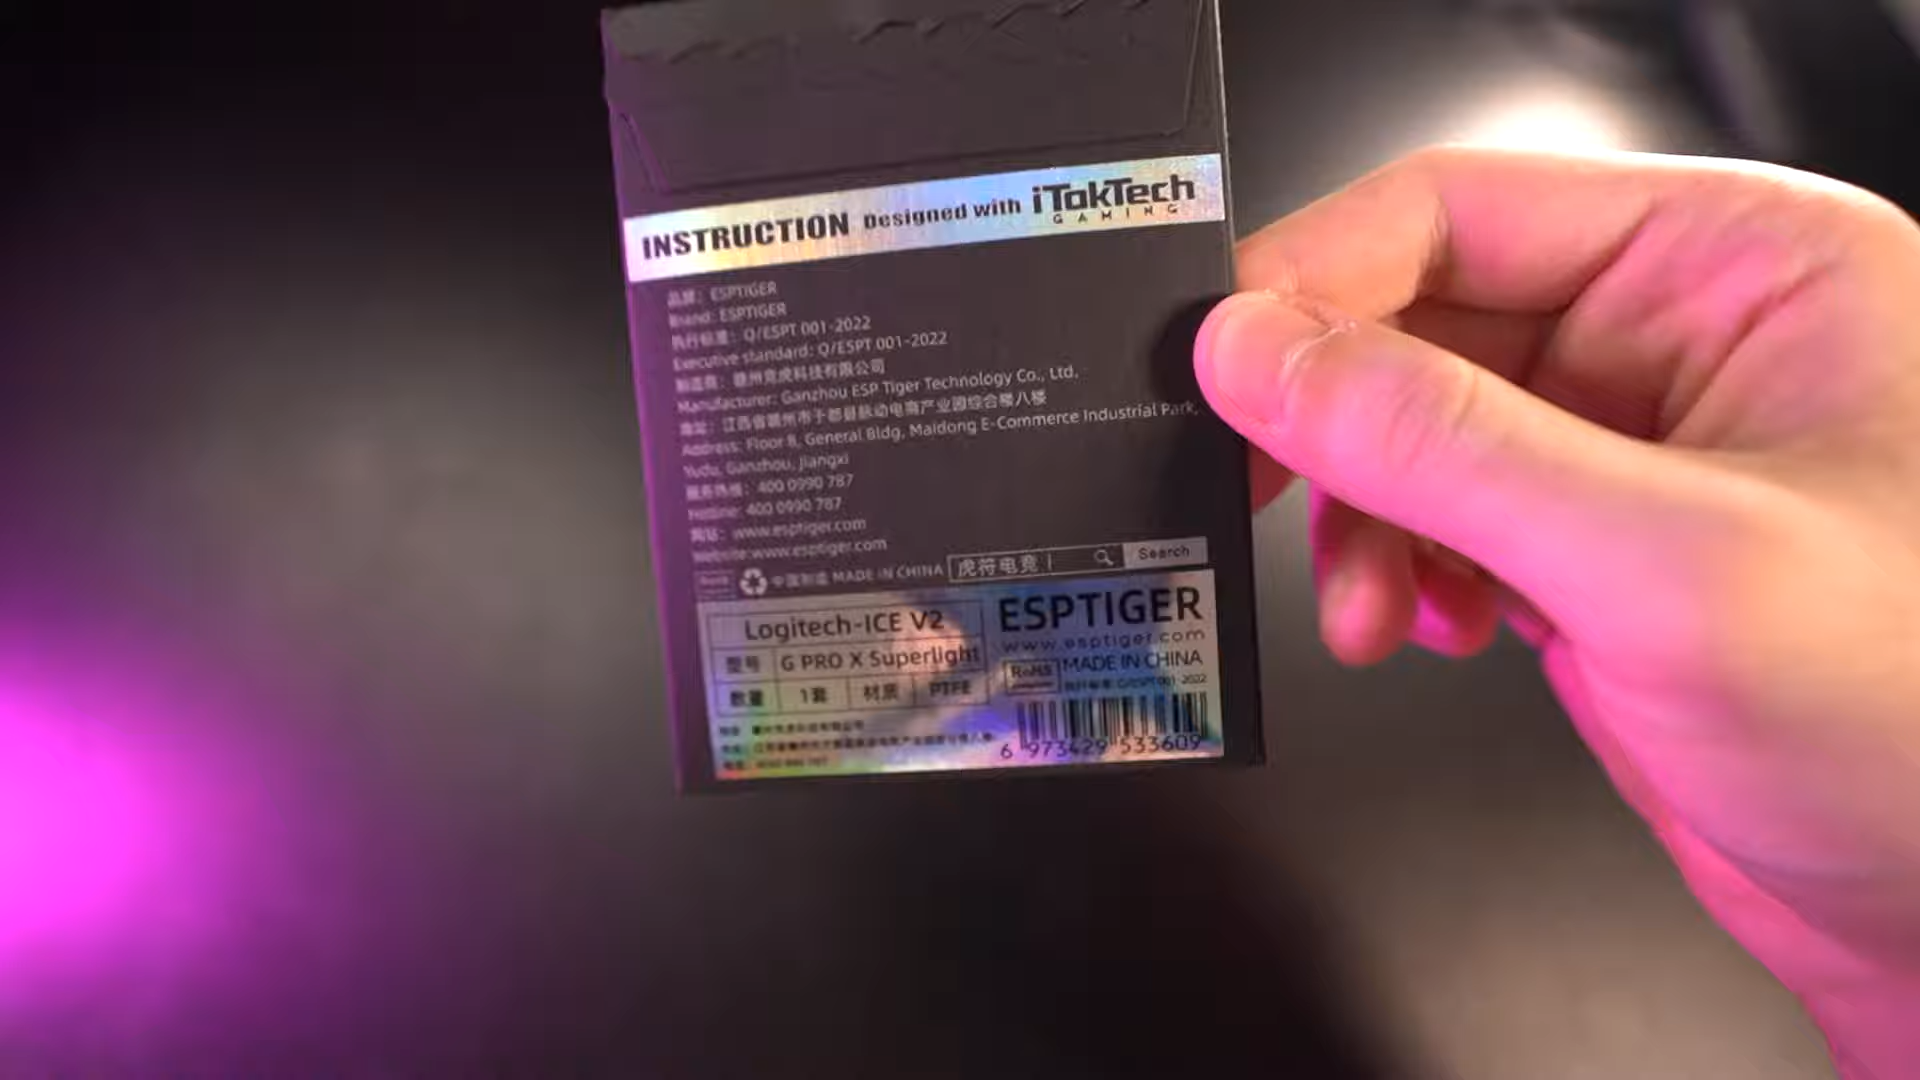 INSTRUCTION Designed with iTakTech
GAMING
品牌：ESPTIGER
Brand: ESPTIGER
执行标准：Q/ESPT 001-2022
Executive standard: Q/ESPT 001-2022
制造商：赣州竞虎科技有限公司
Manufacturer: Ganzhou ESP Tiger Technology Co., Ltd.
地址：江西省赣州市于都县脉动电商产业园综合楼八楼
Address: Floor 8, General Bldg, Maidong E-Commerce Industrial Park,
Yudu, Ganzhou, Jiangxi
服务热线：400 0990 787
Hotline: 400 0990 787
网站：www.esptiger.com
Website:www.esptiger.com
中国制造 MADE IN CHINA
虎符电竞
Search
Logitech-ICE V2
型号 G PRO X Superlight
数量 1套 材质 PTFE
ESPTIGER
www.esptiger.com
RoHS MADE IN CHINA
执行标准:Q/ESPT001-2022
6 973429 533609